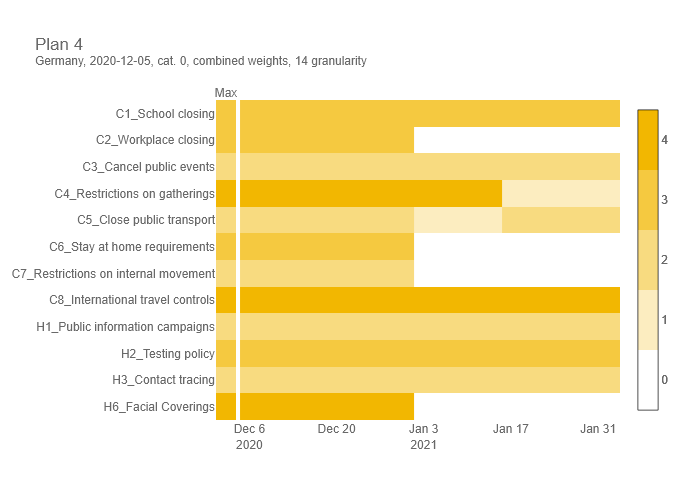 Plan 4
Germany, 2020-12-05, cat. 0, combined weights, 14 granularity
Max
C1_School closing
C2_Workplace closing
C3_Cancel public events
C4_Restrictions on gatherings
C5_Close public transport
C6_Stay at home requirements
C7_Restrictions on internal movement
C8_International travel controls
H1_Public information campaigns
H2_Testing policy
H3_Contact tracing
H6_Facial Coverings
4
3
2
1
0
Dec 6 Dec 20 Jan 3 Jan 17 Jan 31
2020 2021